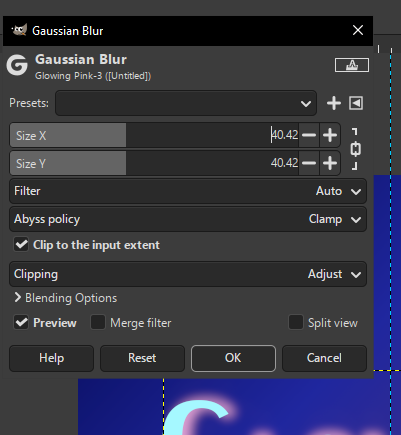 Gaussian Blur
Gaussian Blur
Glowing Pink-3 ([Untitled])
Presets:
Size X 40.42
Size Y 40.42
Filter Auto
Abyss policy Clamp
Clip to the input extent
Clipping Adjust
Blending Options
Preview Merge filter Split view
Help Reset OK Cancel